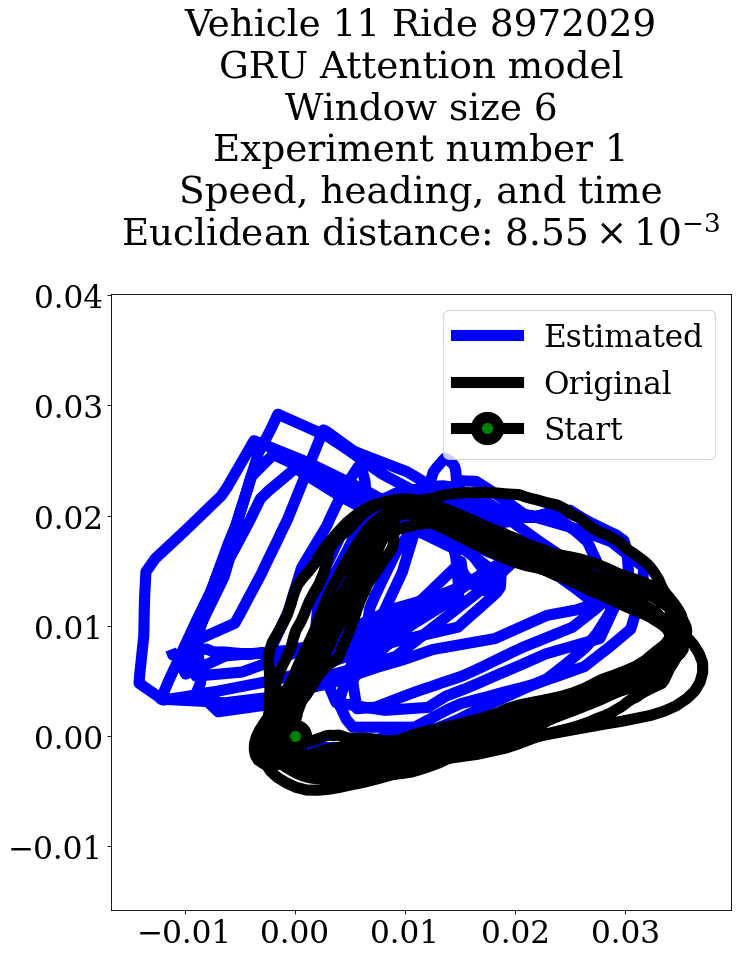 Vehicle 11 Ride 8972029
GRU Attention model
Window size 6
Experiment number 1
Speed, heading, and time
Euclidean distance: 8.55 × 10⁻³
0.04
0.03
0.02
0.01
0.00
−0.01
Estimated
Original
Start
−0.01 0.00 0.01 0.02 0.03